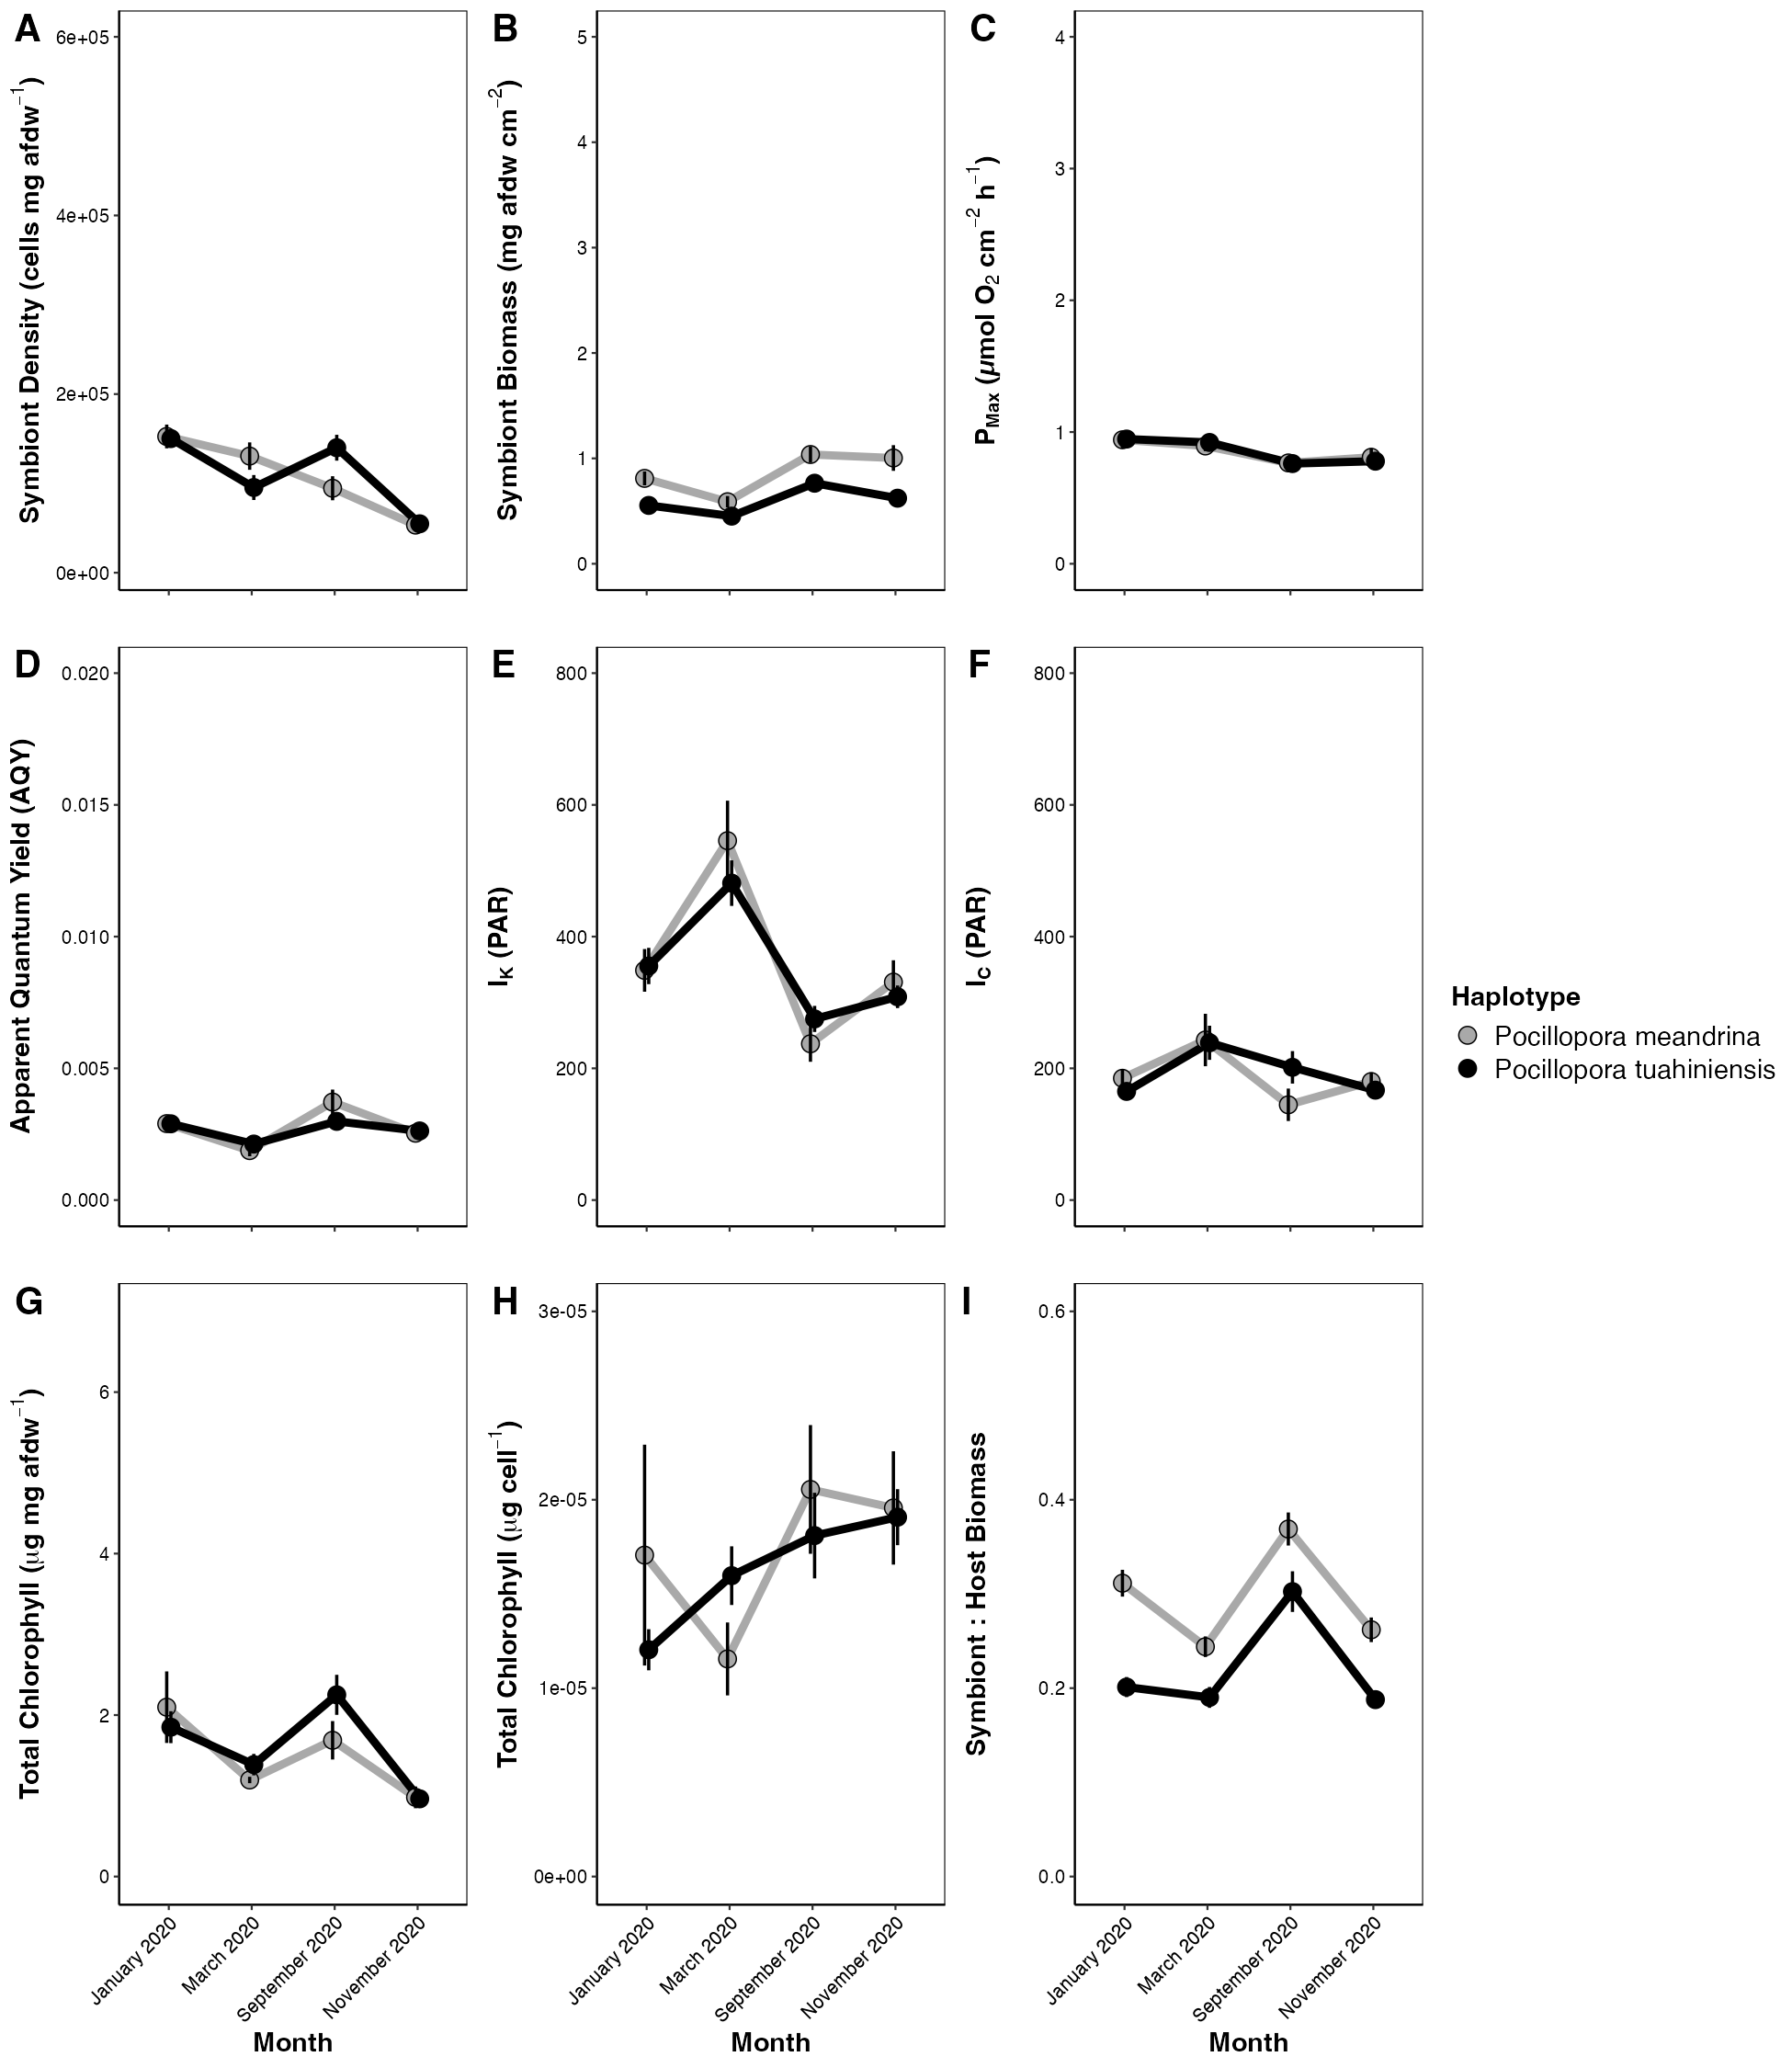 A
Symbiont Density (cells mg afdw⁻¹)
6e+05
4e+05
2e+05
0e+00
B
Symbiont Biomass (mg afdw cm⁻²)
5
4
3
2
1
0
C
P_Max (μmol O₂ cm⁻² h⁻¹)
4
3
2
1
0
D
Apparent Quantum Yield (AQY)
0.020
0.015
0.010
0.005
0.000
E
I_K (PAR)
800
600
400
200
0
F
I_C (PAR)
800
600
400
200
0
Haplotype
Pocillopora meandrina
Pocillopora tuahiniensis
G
Total Chlorophyll (μg mg afdw⁻¹)
6
4
2
0
January 2020
March 2020
September 2020
November 2020
Month
H
Total Chlorophyll (μg cell⁻¹)
3e-05
2e-05
1e-05
0e+00
January 2020
March 2020
September 2020
November 2020
Month
I
Symbiont : Host Biomass
0.6
0.4
0.2
0.0
January 2020
March 2020
September 2020
November 2020
Month